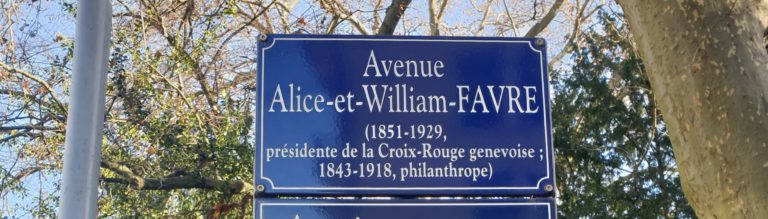 Avenue
Alice-et-William-FAVRE
(1851-1929,
présidente de la Croix-Rouge genevoise ;
1843-1918, philanthrope)